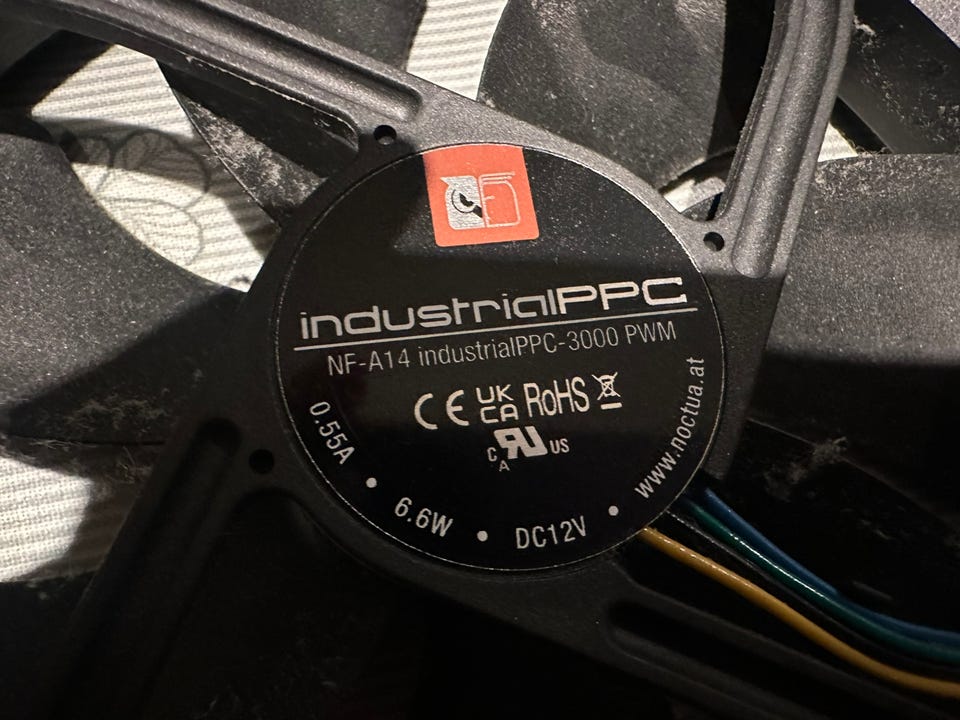 industrialPPC
NF-A14 industrialPPC-3000 PWM
CE UK CA RoHS
C RU US
A
0.55A • 6.6W • DC12V • www.noctua.at